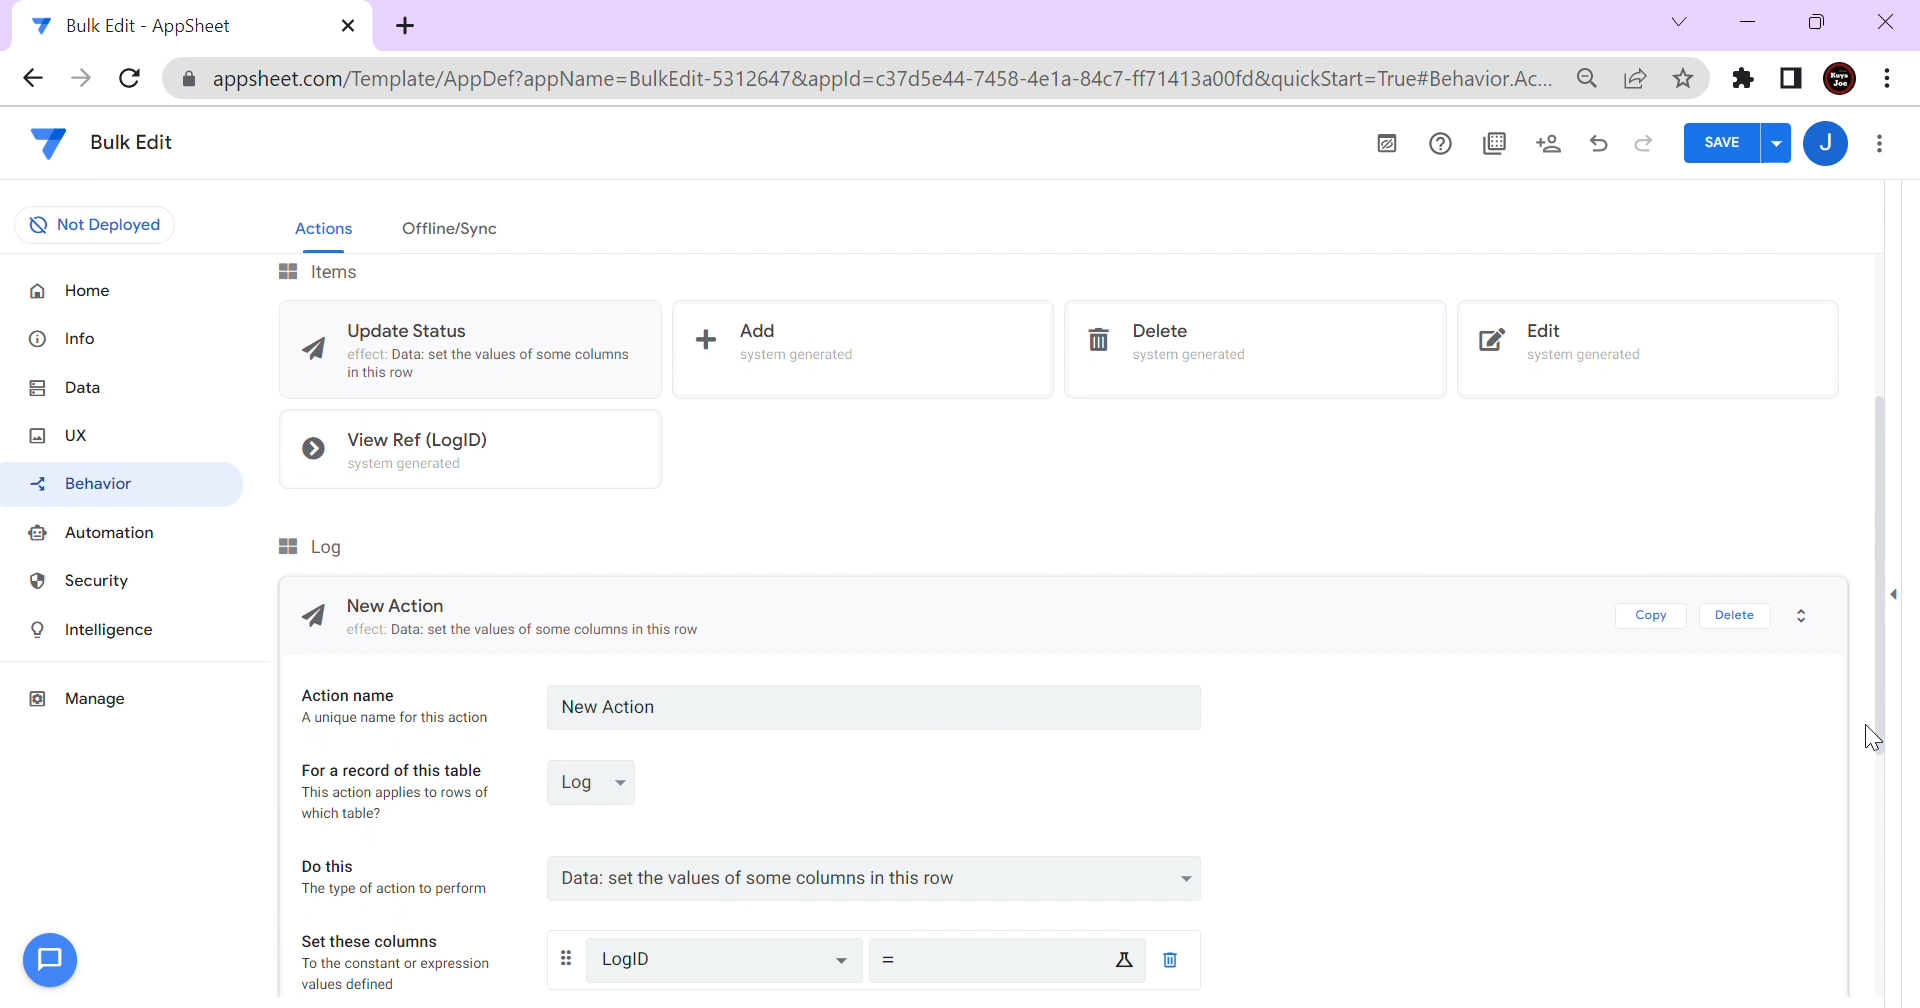 Bulk Edit - AppSheet
appsheet.com/Template/AppDef?appName=BulkEdit-5312647&appId=c37d5e44-7458-4e1a-84c7-ff71413a00fd&quickStart=True#Behavior.Ac...
Kuya
Joe
Bulk Edit
SAVE
J
Not Deployed
Actions
Offline/Sync
Home
Info
Data
UX
Behavior
Automation
Security
Intelligence
Manage
Items
Update Status
effect: Data: set the values of some columns
in this row
Add
system generated
Delete
system generated
Edit
system generated
View Ref (LogID)
system generated
Log
New Action
effect: Data: set the values of some columns in this row
Copy
Delete
Action name
A unique name for this action
New Action
For a record of this table
This action applies to rows of
which table?
Log
Do this
The type of action to perform
Data: set the values of some columns in this row
Set these columns
To the constant or expression
values defined
LogID
=